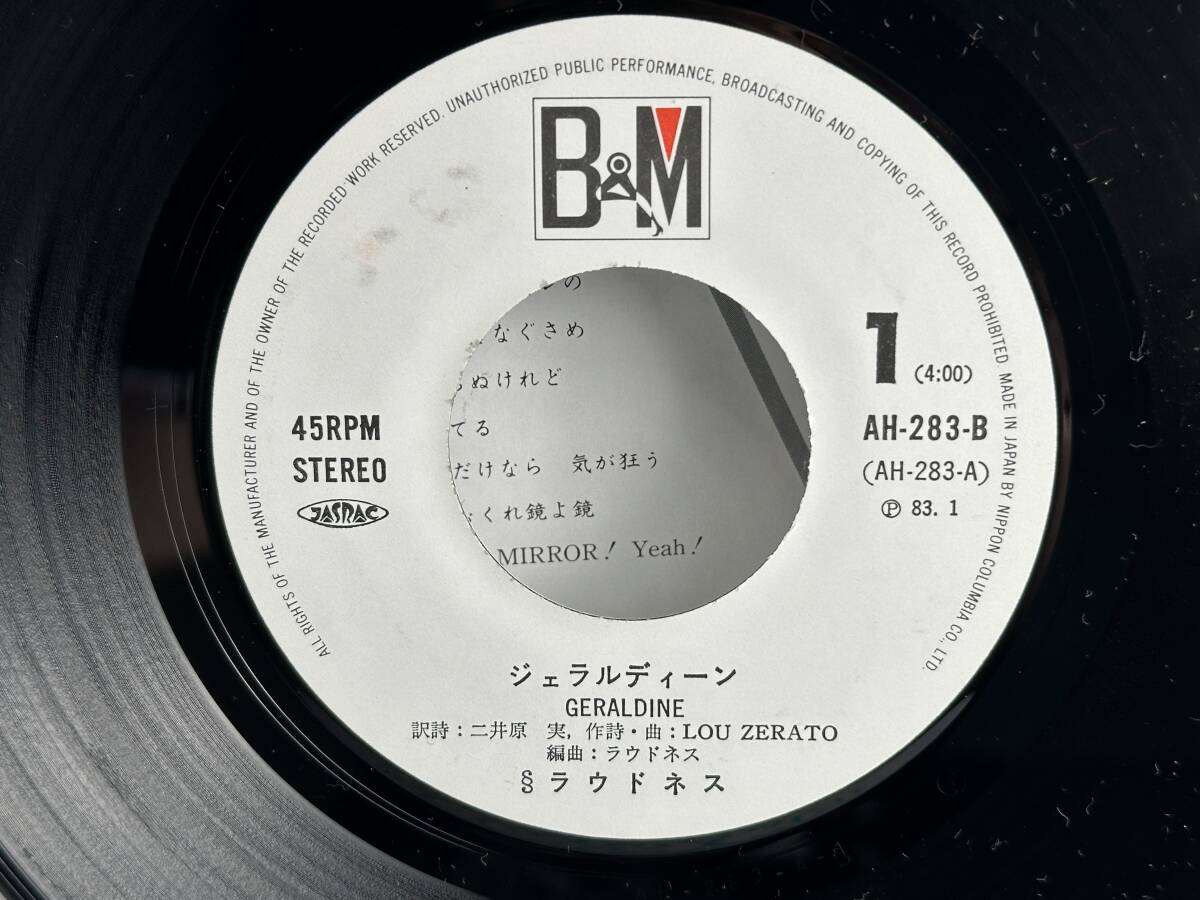 ALL RIGHTS OF THE MANUFACTURER AND OF THE OWNER OF THE RECORDED WORK RESERVED. UNAUTHORIZED PUBLIC PERFORMANCE, BROADCASTING AND COPYING OF THIS RECORD PROHIBITED. MADE IN JAPAN BY NIPPON COLUMBIA CO., LTD.
B&M
の
なぐさめ
ぬけれど
てる
だけなら 気が狂う
くれ鏡よ鏡
MIRROR! Yeah!
45RPM
STEREO
JASRAC
1 (4:00)
AH-283-B
(AH-283-A)
Ⓟ 83. 1
ジェラルディーン
GERALDINE
訳詩:二井原 実, 作詩・曲:LOU ZERATO
編曲:ラウドネス
§ラウドネス